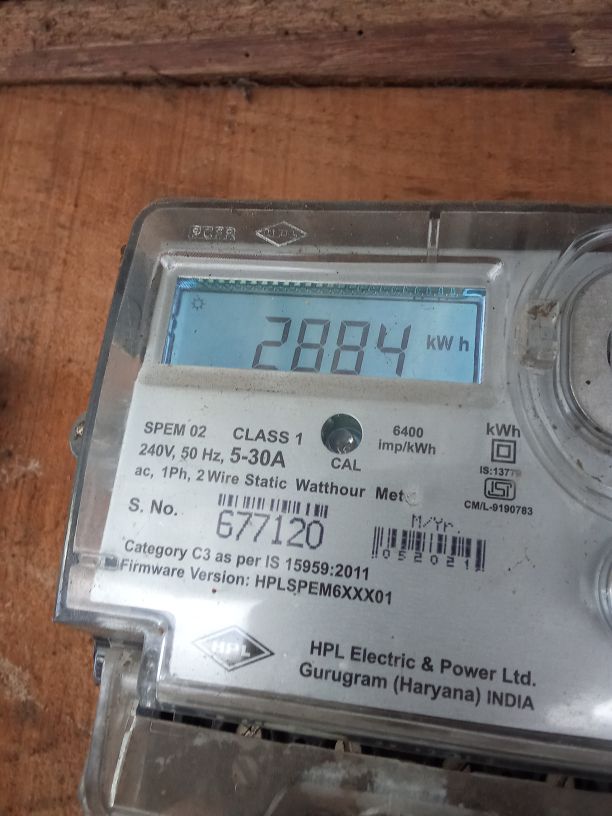 2884 kWh
SPEM 02 CLASS 1 6400 kWh
240V, 50 Hz, 5-30A CAL imp/kWh
ac, 1Ph, 2 Wire Static Watthour
S. No. 677120
M/Yr
052021
CM/L-9190783
Category C3 as per IS 15959:2011
Firmware Version: HPLSPEM6XXX01
HPL
HPL Electric & Power Ltd.
Gurugram (Haryana) INDIA